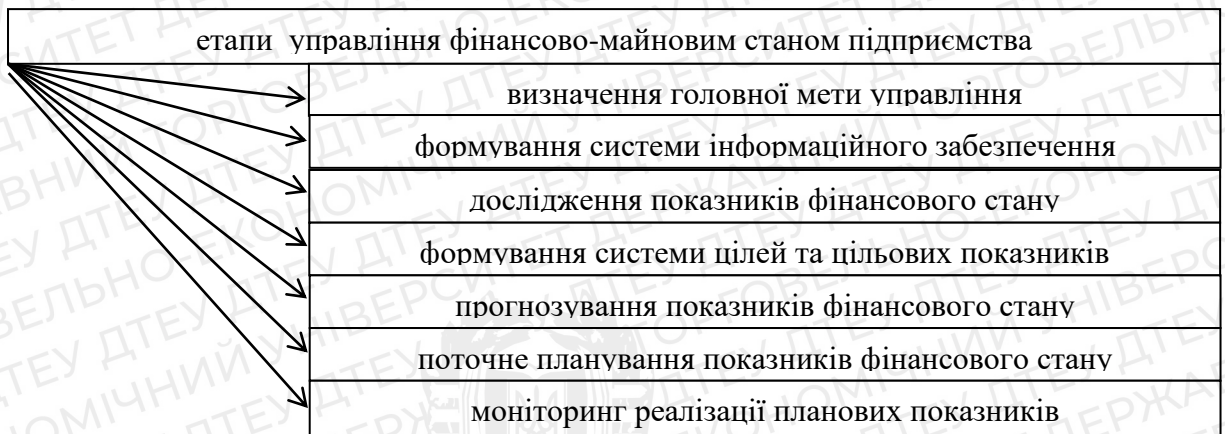 етапи управління фінансово-майновим станом підприємства
визначення головної мети управління
формування системи інформаційного забезпечення
дослідження показників фінансового стану
формування системи цілей та цільових показників
прогнозування показників фінансового стану
поточне планування показників фінансового стану
моніторинг реалізації планових показників